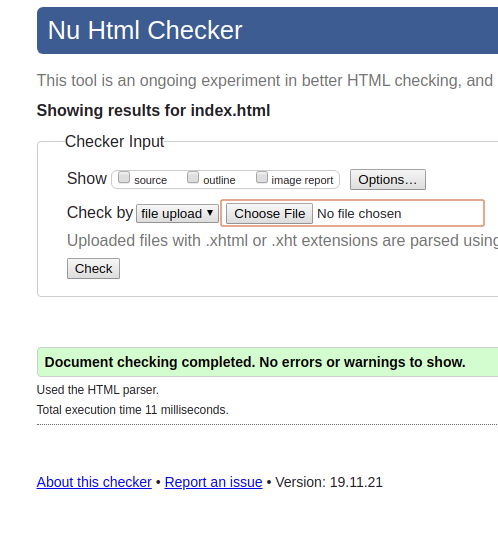 Nu Html Checker
This tool is an ongoing experiment in better HTML checking, and
Showing results for index.html
Checker Input
Show source outline image report Options...
Check by file upload Choose File No file chosen
Uploaded files with .xhtml or .xht extensions are parsed using
Check
Document checking completed. No errors or warnings to show.
Used the HTML parser.
Total execution time 11 milliseconds.
About this checker • Report an issue • Version: 19.11.21